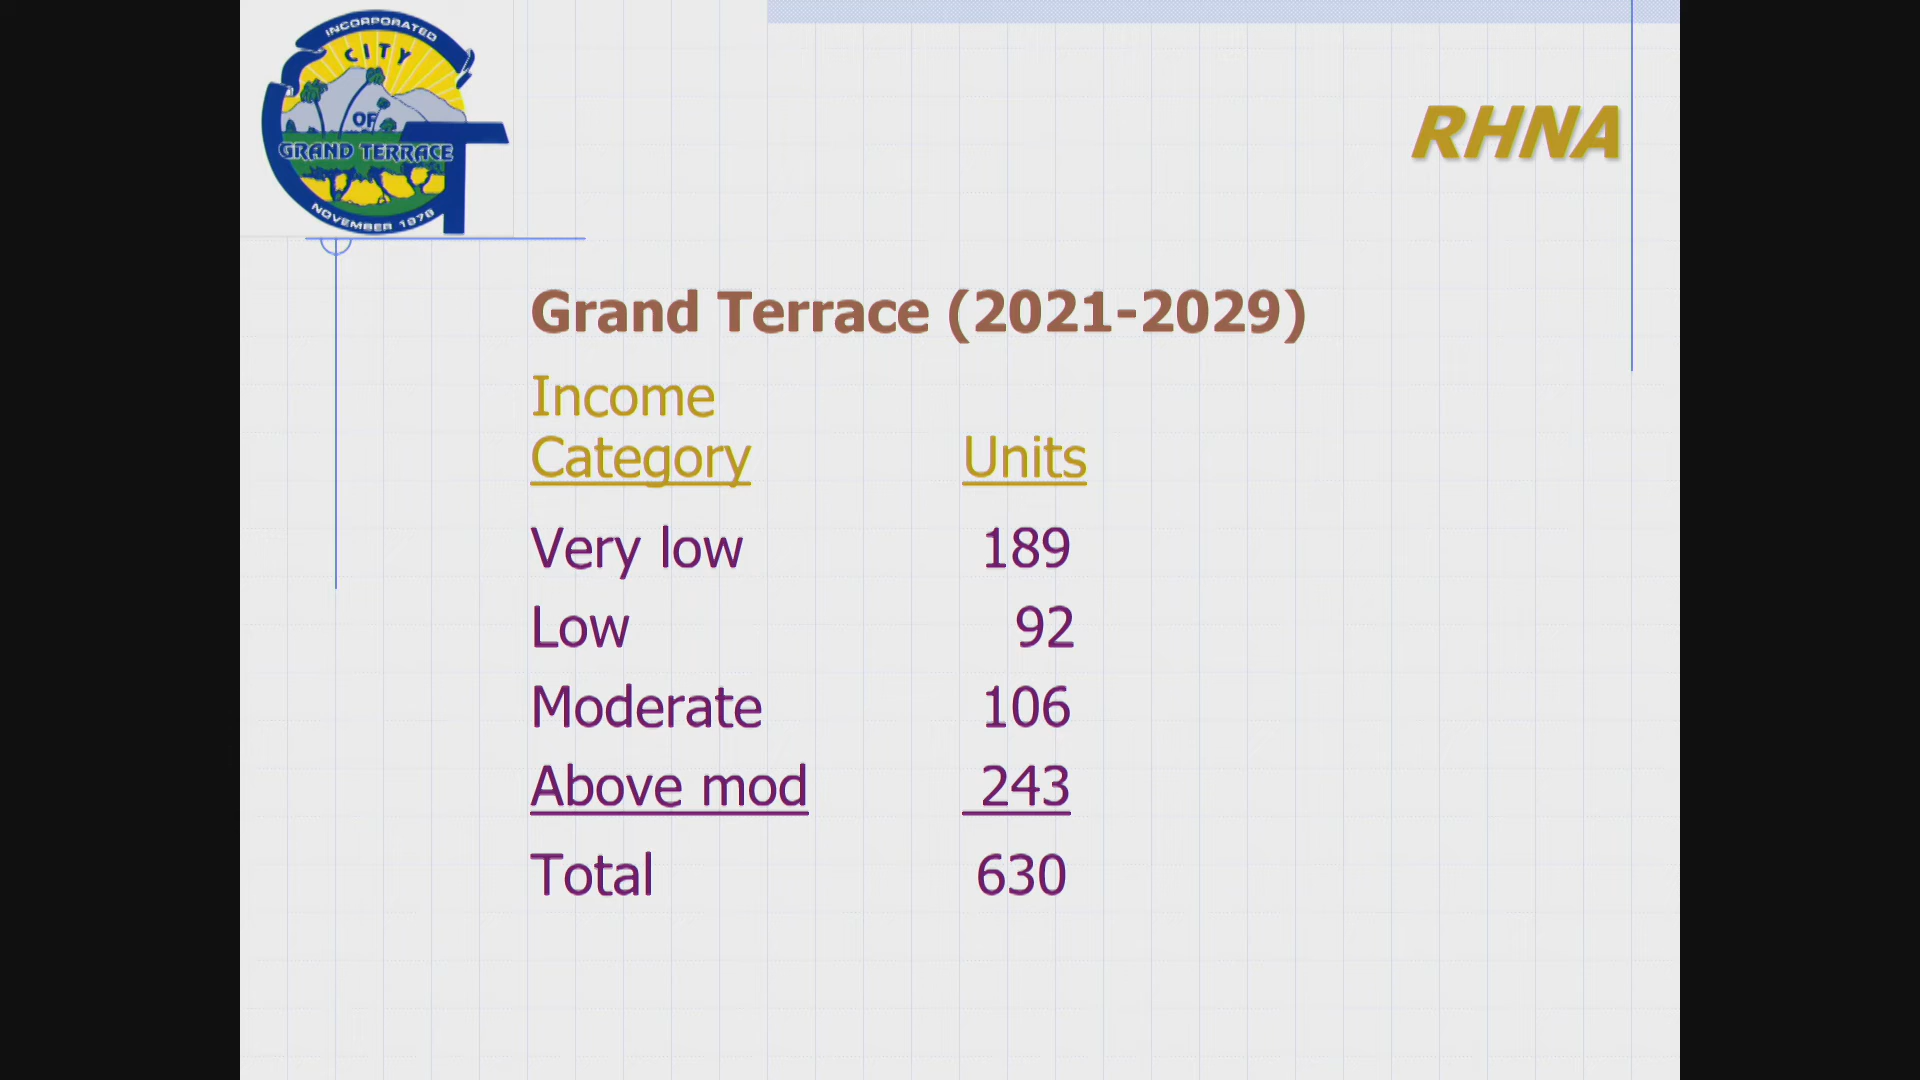 INCORPORATED
CITY
OF
GRAND TERRACE
NOVEMBER 1978
RHNA
Grand Terrace (2021-2029)
Income
Category Units
Very low 189
Low 92
Moderate 106
Above mod 243
Total 630